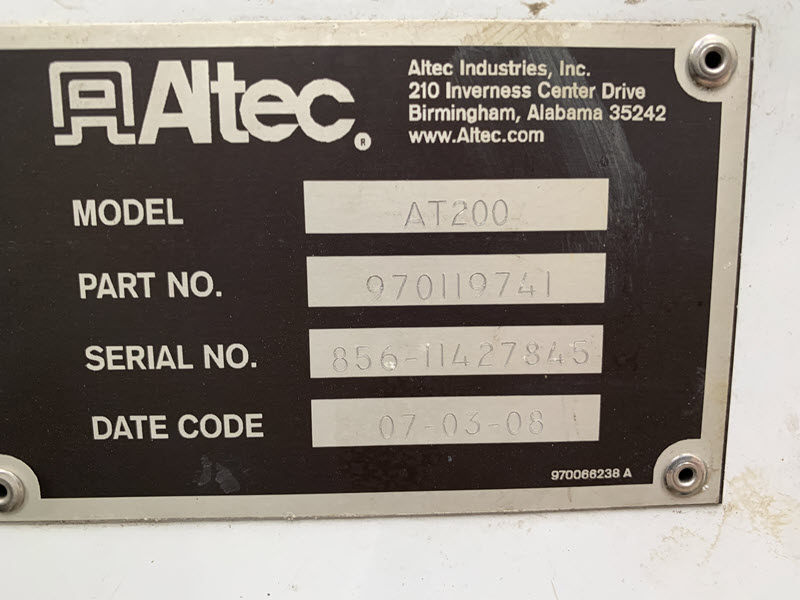 Altec®
Altec Industries, Inc.
210 Inverness Center Drive
Birmingham, Alabama 35242
www.Altec.com
MODEL AT200
PART NO. 970119741
SERIAL NO. 856-11427845
DATE CODE 07-03-08
970066238 A